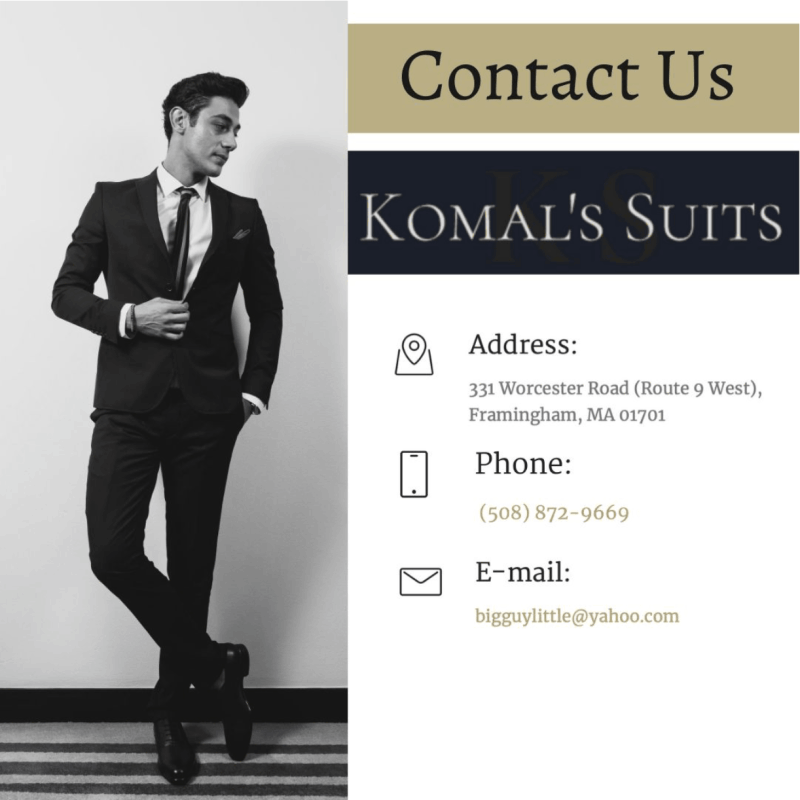 Contact Us
KOMAL'S SUITS
KS
Address:
331 Worcester Road (Route 9 West),
Framingham, MA 01701
Phone:
(508) 872-9669
E-mail:
bigguylittle@yahoo.com